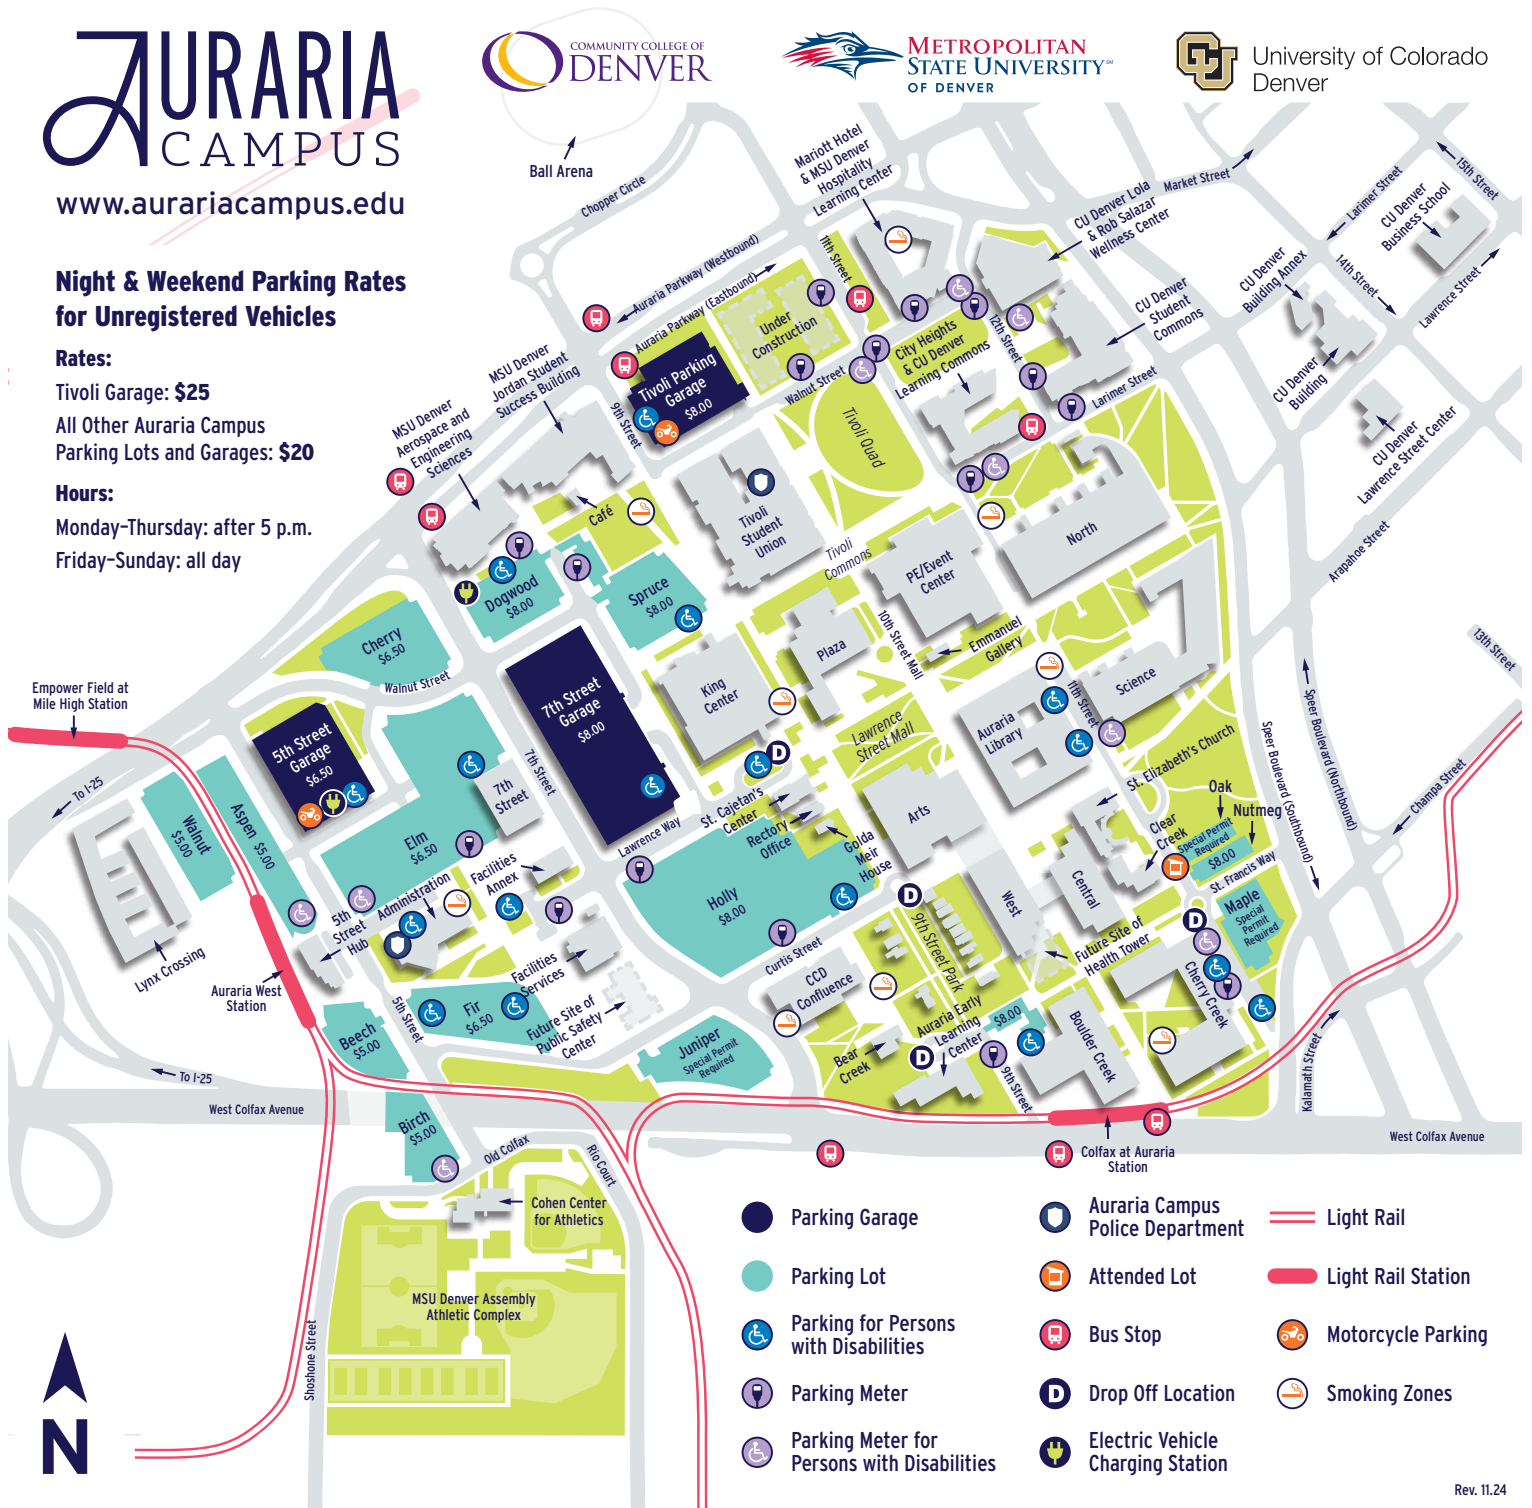 AURARIA
CAMPUS
www.aurariacampus.edu
COMMUNITY COLLEGE OF
DENVER
METROPOLITAN
STATE UNIVERSITY℠
OF DENVER
CU
University of Colorado
Denver
Night & Weekend Parking Rates
for Unregistered Vehicles
Rates:
Tivoli Garage: $25
All Other Auraria Campus
Parking Lots and Garages: $20
Hours:
Monday–Thursday: after 5 p.m.
Friday–Sunday: all day
Ball Arena
Chopper Circle
Mariott Hotel
& MSU Denver
Hospitality
Learning Center
Market Street
CU Denver Lola
& Rob Salazar
Wellness Center
Larimer Street
15th Street
CU Denver
Business School
CU Denver
Building Annex
14th Street
Lawrence Street
CU Denver
Student
Commons
CU Denver
Building
CU Denver
Lawrence Street Center
Arapahoe Street
Auraria Parkway (Westbound)
Auraria Parkway (Eastbound)
11th Street
Under
Construction
City Heights
& CU Denver
Learning Commons
12th Street
Larimer Street
Walnut Street
Tivoli Parking
Garage
$8.00
9th Street
MSU Denver
Jordan Student
Success Building
MSU Denver
Aerospace and
Engineering
Sciences
Tivoli Quad
Café
Tivoli
Student
Union
Tivoli
Commons
PE/Event
Center
North
Dogwood
$8.00
Spruce
$8.00
Cherry
$6.50
Walnut Street
Plaza
10th Street Mall
Emmanuel
Gallery
13th Street
Empower Field at
Mile High Station
King
Center
7th Street
Garage
$8.00
Science
11th Street
Auraria
Library
Lawrence
Street Mall
5th Street
Garage
$6.50
7th Street
7th
Street
Speer Boulevard (Southbound)
Speer Boulevard (Northbound)
Champa Street
St. Elizabeth's Church
To I-25
Walnut
$5.00
Aspen $5.00
Elm
$6.50
Lawrence Way
St. Cajetan's
Center
Rectory
Office
Golda
Meir
House
Arts
Oak
Nutmeg
Clear
Creek
Special Permit
Required
$8.00
St. Francis Way
Facilities
Annex
Administration
5th
Street
Hub
Holly
$8.00
Central
West
Maple
Special
Permit
Required
9th Street Park
Lynx Crossing
Auraria West
Station
Facilities
Services
Curtis Street
CCD
Confluence
Future Site of
Health Tower
Cherry Creek
5th Street
Fir
$6.50
Future Site of
Public Safety
Center
Auraria Early
Learning
Center
$8.00
Boulder Creek
Beech
$5.00
Juniper
Special Permit
Required
Bear
Creek
9th Street
Kalamath Street
To I-25
West Colfax Avenue
Birch
$5.00
Old Colfax
Rio Court
Colfax at Auraria
Station
West Colfax Avenue
Cohen Center
for Athletics
MSU Denver Assembly
Athletic Complex
Shoshone Street
N
Parking Garage
Parking Lot
Parking for Persons
with Disabilities
Parking Meter
Parking Meter for
Persons with Disabilities
Auraria Campus
Police Department
Attended Lot
Bus Stop
D
Drop Off Location
Electric Vehicle
Charging Station
Light Rail
Light Rail Station
Motorcycle Parking
Smoking Zones
D
D
D
D
Rev. 11.24